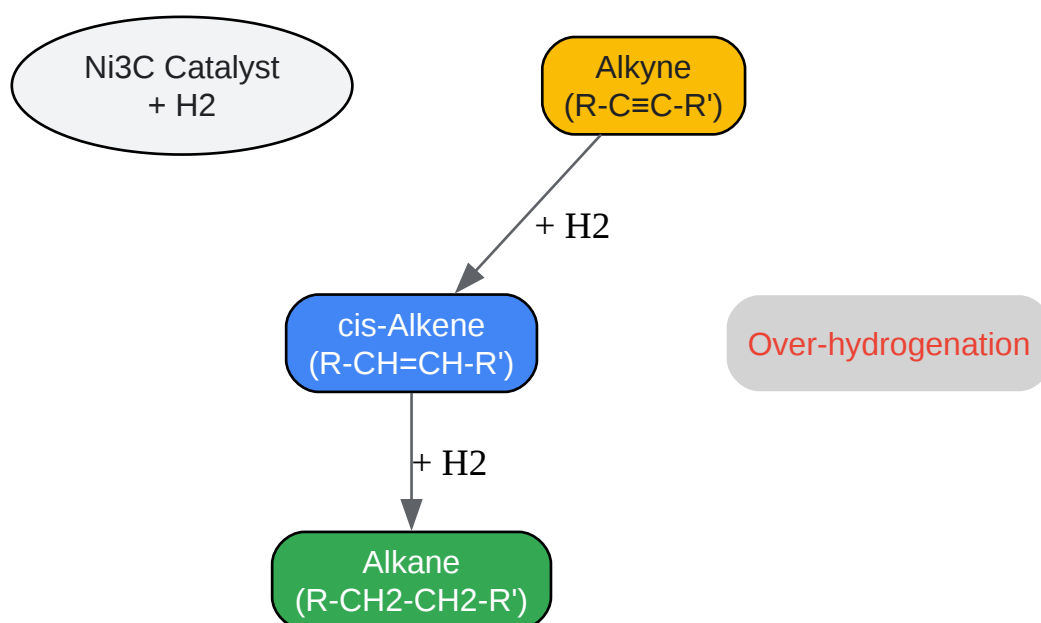 Ni3C Catalyst
+ H2
Alkyne
(R-C≡C-R')
+ H2
cis-Alkene
(R-CH=CH-R')
Over-hydrogenation
+ H2
Alkane
(R-CH2-CH2-R')